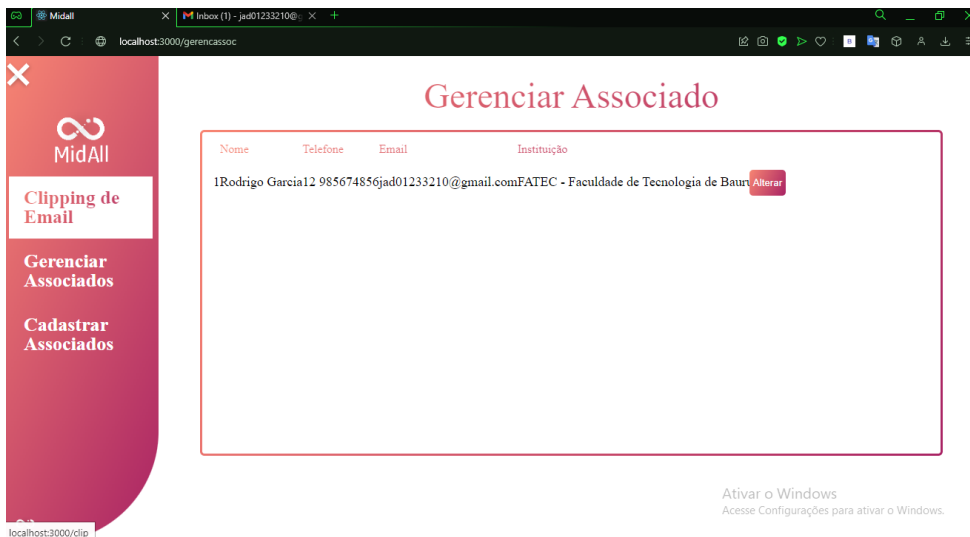 Midall
Inbox (1) - jad01233210@g
localhost:3000/gerencassoc
Gerenciar Associado
MidAll
Nome Telefone Email Instituição
1Rodrigo Garcia12 985674856jad01233210@gmail.comFATEC - Faculdade de Tecnologia de Bauru Alterar
Clipping de
Email
Gerenciar
Associados
Cadastrar
Associados
Ativar o Windows
Acesse Configurações para ativar o Windows.
localhost:3000/clip